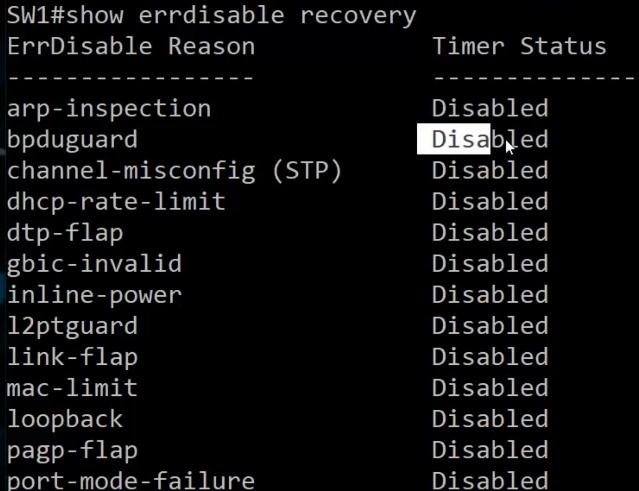 SW1#show errdisable recovery
ErrDisable Reason Timer Status
----------------- --------------
arp-inspection Disabled
bpduguard Disabled
channel-misconfig (STP) Disabled
dhcp-rate-limit Disabled
dtp-flap Disabled
gbic-invalid Disabled
inline-power Disabled
l2ptguard Disabled
link-flap Disabled
mac-limit Disabled
loopback Disabled
pagp-flap Disabled
port-mode-failure Disabled